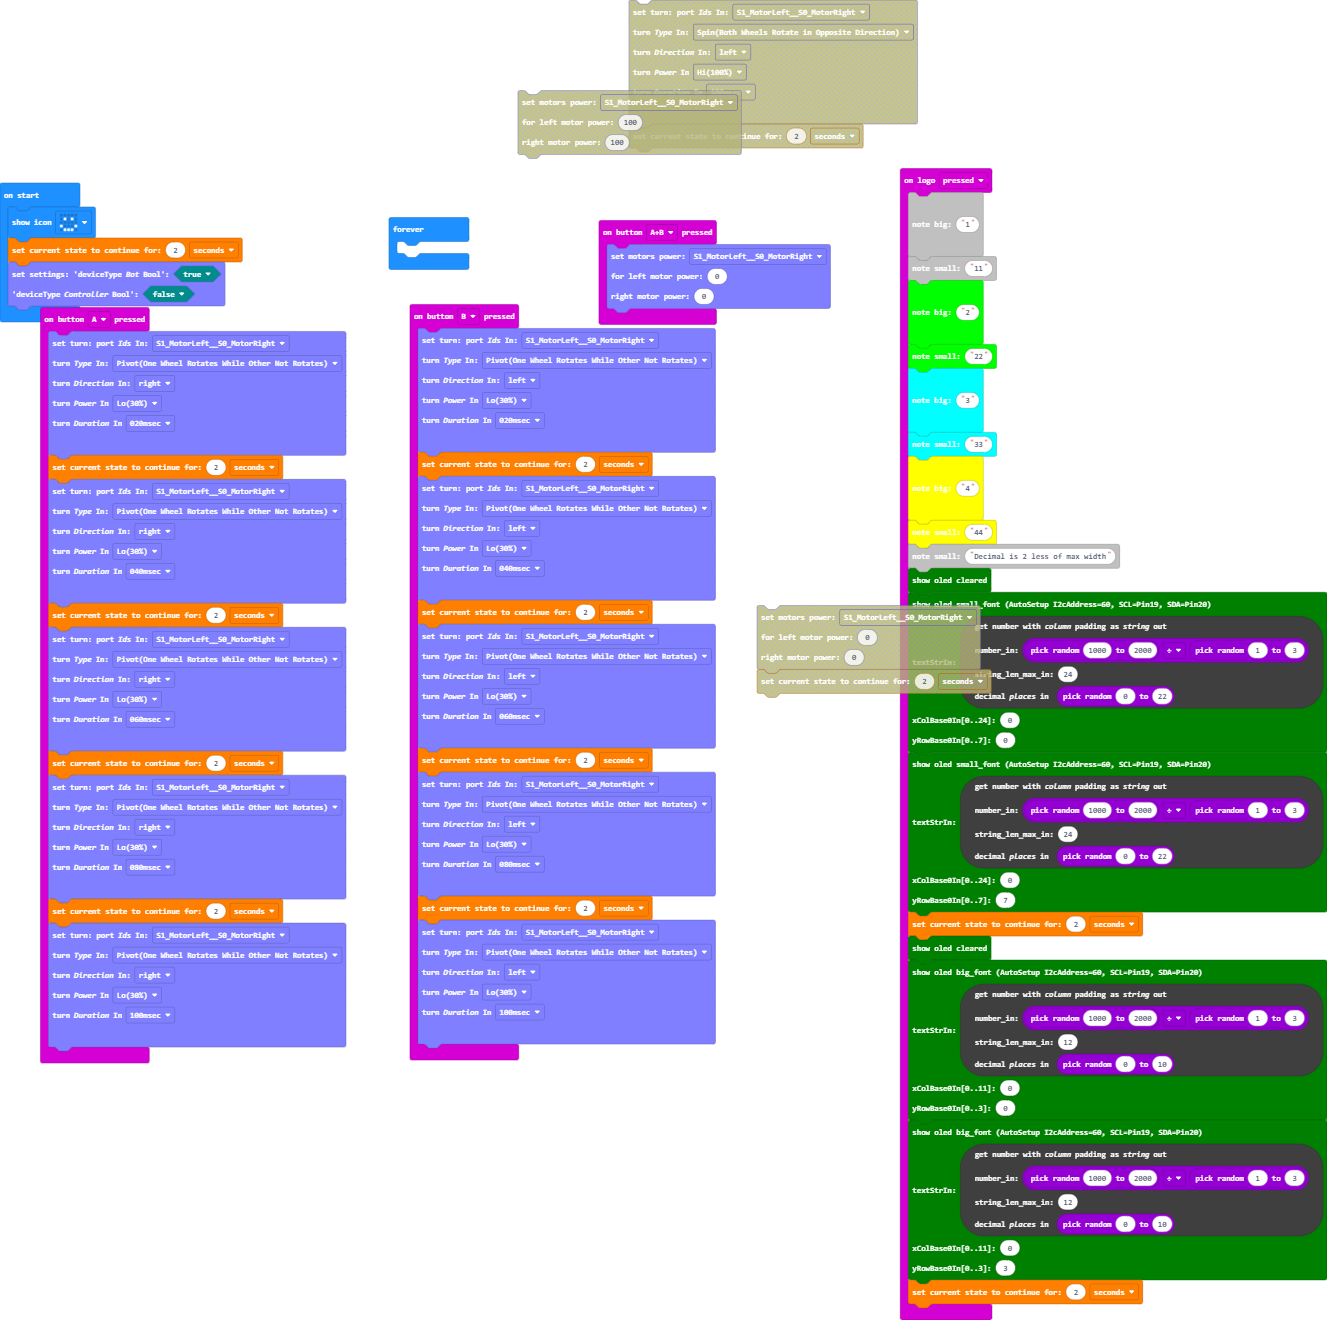 set turn: port Ids In: S1_MotorLeft__S0_MotorRight
turn Type In: Spin(Both Wheels Rotate in Opposite Direction)
turn Direction In: left
turn Power In Hi(100%)
set motors power: S1_MotorLeft__S0_MotorRight
for left motor power: 100
right motor power: 100
set current state to continue for: 2 seconds
on start
show icon
set current state to continue for: 2 seconds
set settings: 'deviceType Bot Bool': true
'deviceType Controller Bool': false
forever
on button A+B pressed
set motors power: S1_MotorLeft__S0_MotorRight
for left motor power: 0
right motor power: 0
on button A pressed
set turn: port Ids In: S1_MotorLeft__S0_MotorRight
turn Type In: Pivot(One Wheel Rotates While Other Not Rotates)
turn Direction In: right
turn Power In Lo(30%)
turn Duration In 020msec
set current state to continue for: 2 seconds
set turn: port Ids In: S1_MotorLeft__S0_MotorRight
turn Type In: Pivot(One Wheel Rotates While Other Not Rotates)
turn Direction In: right
turn Power In Lo(30%)
turn Duration In 040msec
set current state to continue for: 2 seconds
set turn: port Ids In: S1_MotorLeft__S0_MotorRight
turn Type In: Pivot(One Wheel Rotates While Other Not Rotates)
turn Direction In: right
turn Power In Lo(30%)
turn Duration In 060msec
set current state to continue for: 2 seconds
set turn: port Ids In: S1_MotorLeft__S0_MotorRight
turn Type In: Pivot(One Wheel Rotates While Other Not Rotates)
turn Direction In: right
turn Power In Lo(30%)
turn Duration In 080msec
set current state to continue for: 2 seconds
set turn: port Ids In: S1_MotorLeft__S0_MotorRight
turn Type In: Pivot(One Wheel Rotates While Other Not Rotates)
turn Direction In: right
turn Power In Lo(30%)
turn Duration In 100msec
on button B pressed
set turn: port Ids In: S1_MotorLeft__S0_MotorRight
turn Type In: Pivot(One Wheel Rotates While Other Not Rotates)
turn Direction In: left
turn Power In Lo(30%)
turn Duration In 020msec
set current state to continue for: 2 seconds
set turn: port Ids In: S1_MotorLeft__S0_MotorRight
turn Type In: Pivot(One Wheel Rotates While Other Not Rotates)
turn Direction In: left
turn Power In Lo(30%)
turn Duration In 040msec
set current state to continue for: 2 seconds
set turn: port Ids In: S1_MotorLeft__S0_MotorRight
turn Type In: Pivot(One Wheel Rotates While Other Not Rotates)
turn Direction In: left
turn Power In Lo(30%)
turn Duration In 060msec
set current state to continue for: 2 seconds
set turn: port Ids In: S1_MotorLeft__S0_MotorRight
turn Type In: Pivot(One Wheel Rotates While Other Not Rotates)
turn Direction In: left
turn Power In Lo(30%)
turn Duration In 080msec
set current state to continue for: 2 seconds
set turn: port Ids In: S1_MotorLeft__S0_MotorRight
turn Type In: Pivot(One Wheel Rotates While Other Not Rotates)
turn Direction In: left
turn Power In Lo(30%)
turn Duration In 100msec
set motors power: S1_MotorLeft__S0_MotorRight
for left motor power: 0
right motor power: 0
set current state to continue for: 2 seconds
on logo pressed
note big: "1"
note small: "11"
note big: "2"
note small: "22"
note big: "3"
note small: "33"
note big: "4"
note small: "44"
note small: "Decimal is 2 less of max width"
show oled cleared
show oled small_font (AutoSetup I2cAddress=60, SCL=Pin19, SDA=Pin20)
get number with column padding as string out
number_in: pick random 1000 to 2000 ÷ pick random 1 to 3
textStrIn: string_len_max_in: 24
decimal places in pick random 0 to 22
xColBase0In[0..24]: 0
yRowBase0In[0..7]: 0
show oled small_font (AutoSetup I2cAddress=60, SCL=Pin19, SDA=Pin20)
get number with column padding as string out
number_in: pick random 1000 to 2000 ÷ pick random 1 to 3
textStrIn:
string_len_max_in: 24
decimal places in pick random 0 to 22
xColBase0In[0..24]: 0
yRowBase0In[0..7]: 7
set current state to continue for: 2 seconds
show oled cleared
show oled big_font (AutoSetup I2cAddress=60, SCL=Pin19, SDA=Pin20)
get number with column padding as string out
number_in: pick random 1000 to 2000 ÷ pick random 1 to 3
textStrIn:
string_len_max_in: 12
decimal places in pick random 0 to 10
xColBase0In[0..11]: 0
yRowBase0In[0..3]: 0
show oled big_font (AutoSetup I2cAddress=60, SCL=Pin19, SDA=Pin20)
get number with column padding as string out
number_in: pick random 1000 to 2000 ÷ pick random 1 to 3
textStrIn:
string_len_max_in: 12
decimal places in pick random 0 to 10
xColBase0In[0..11]: 0
yRowBase0In[0..3]: 3
set current state to continue for: 2 seconds